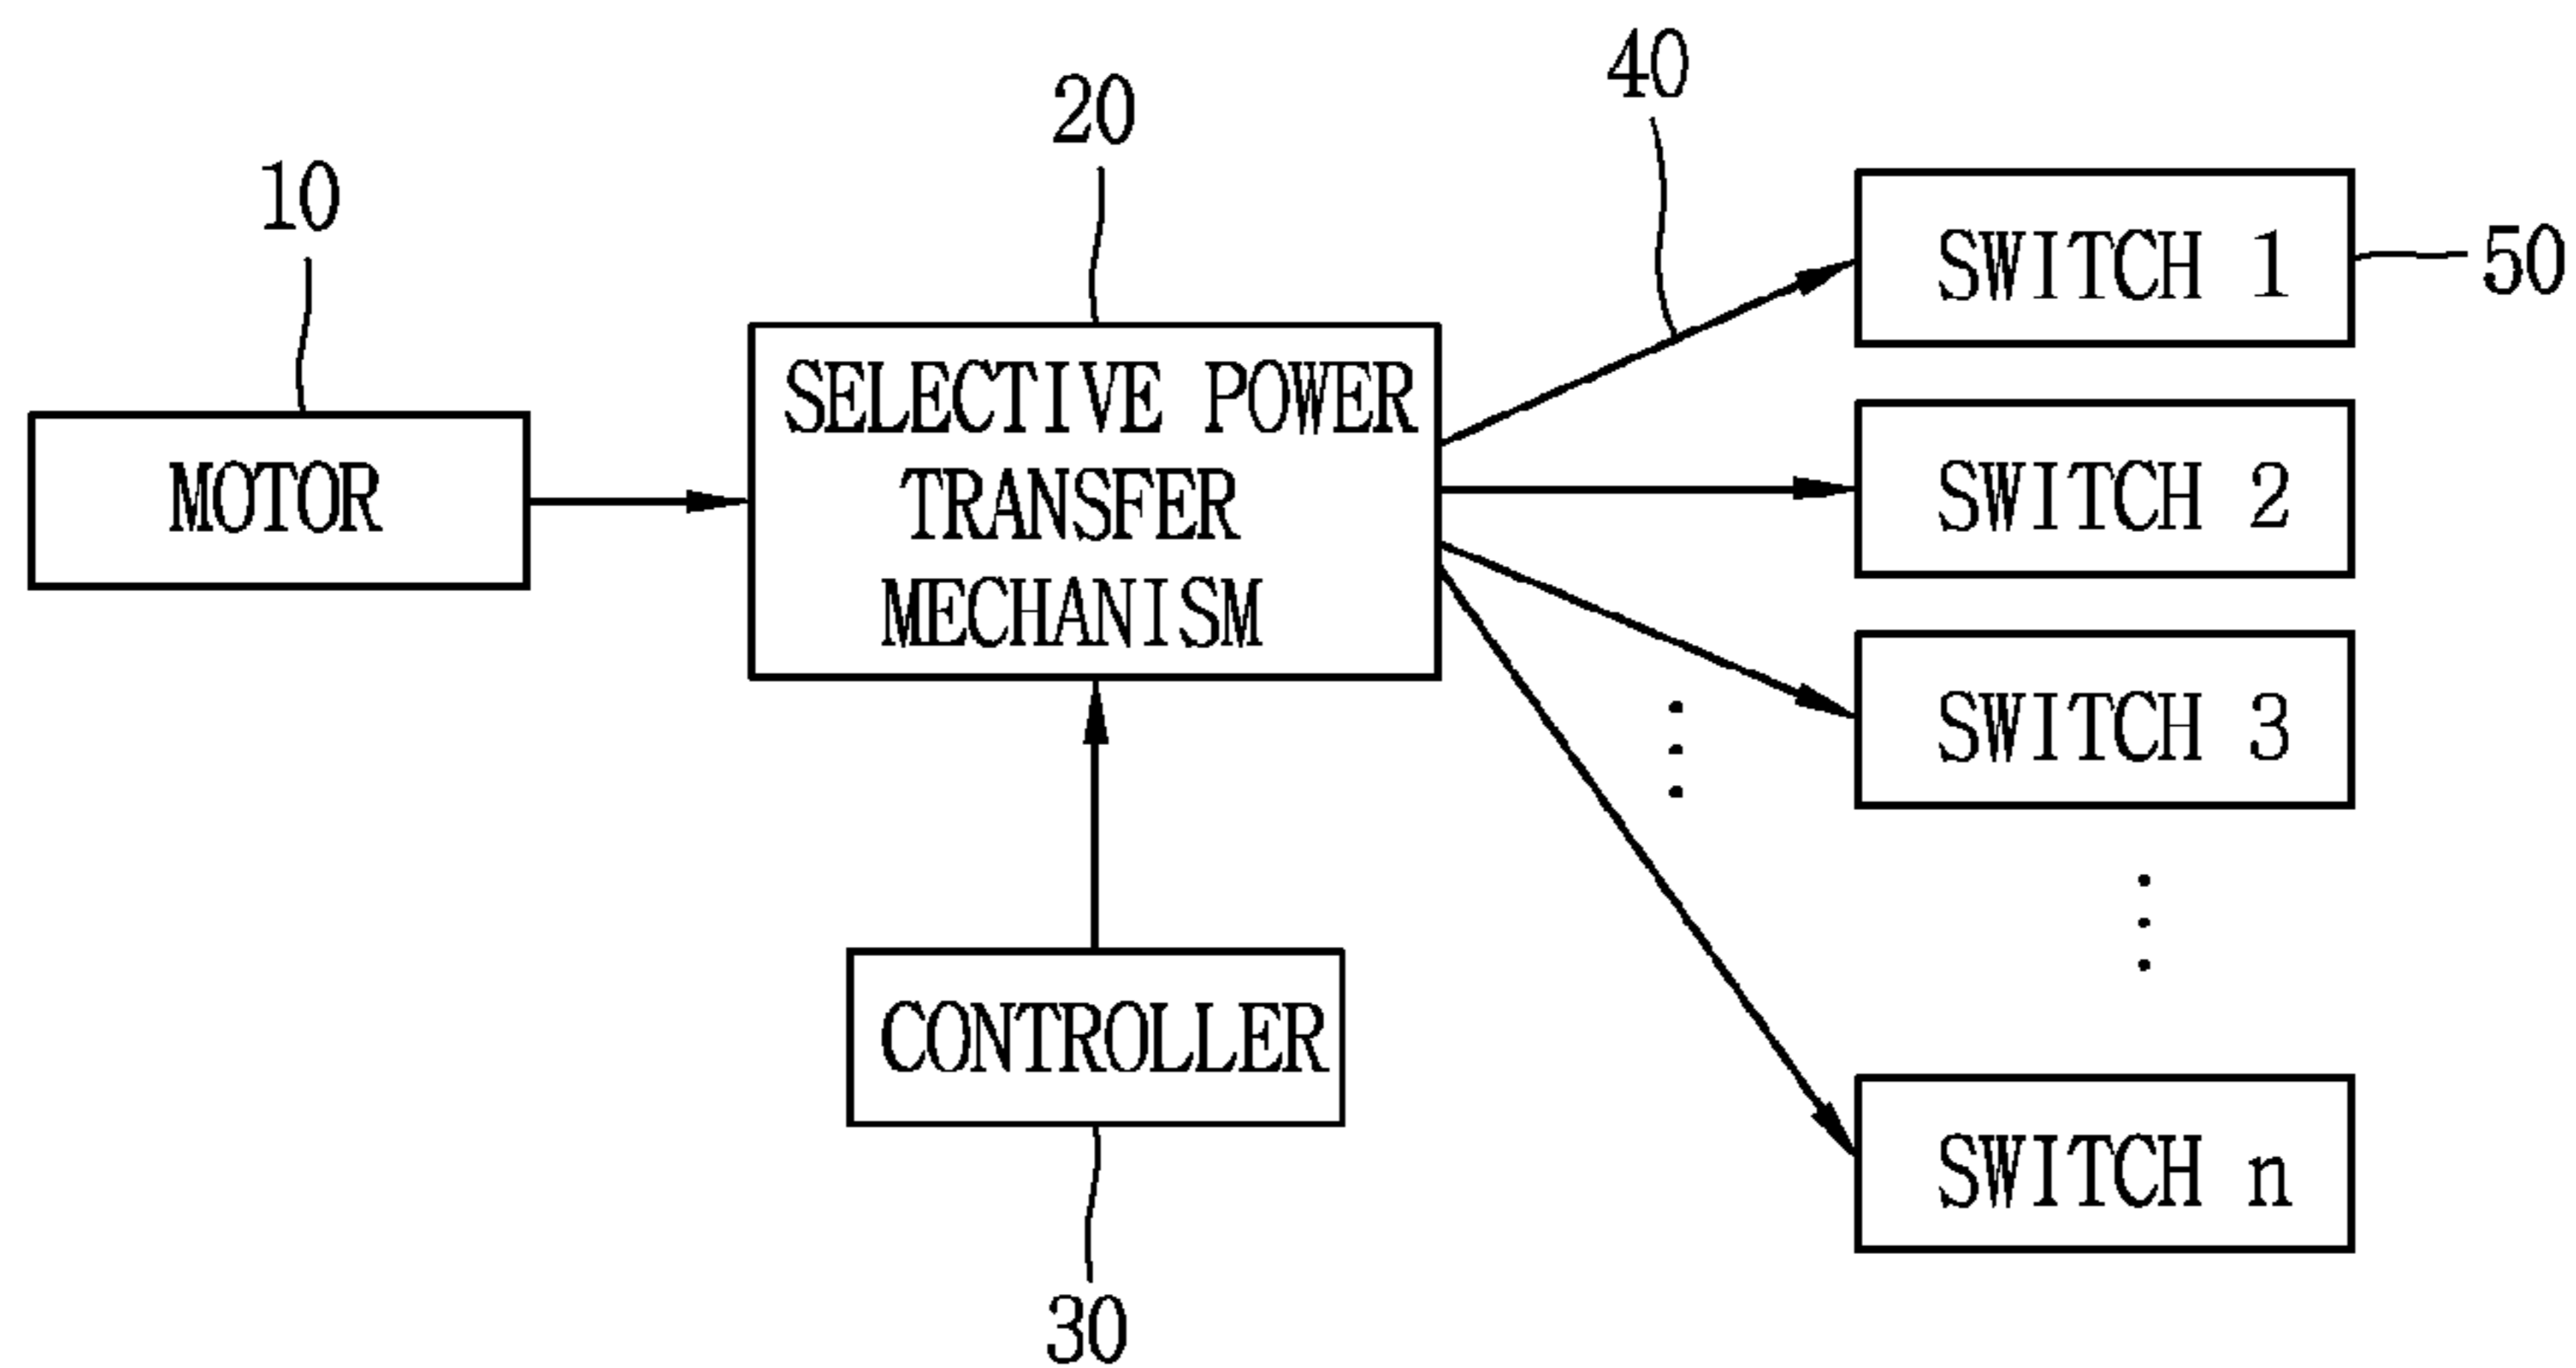 40
20
10
SWITCH 1
50
SELECTIVE POWER
TRANSFER
MECHANISM
MOTOR
SWITCH 2
SWITCH 3
CONTROLLER
SWITCH n
30